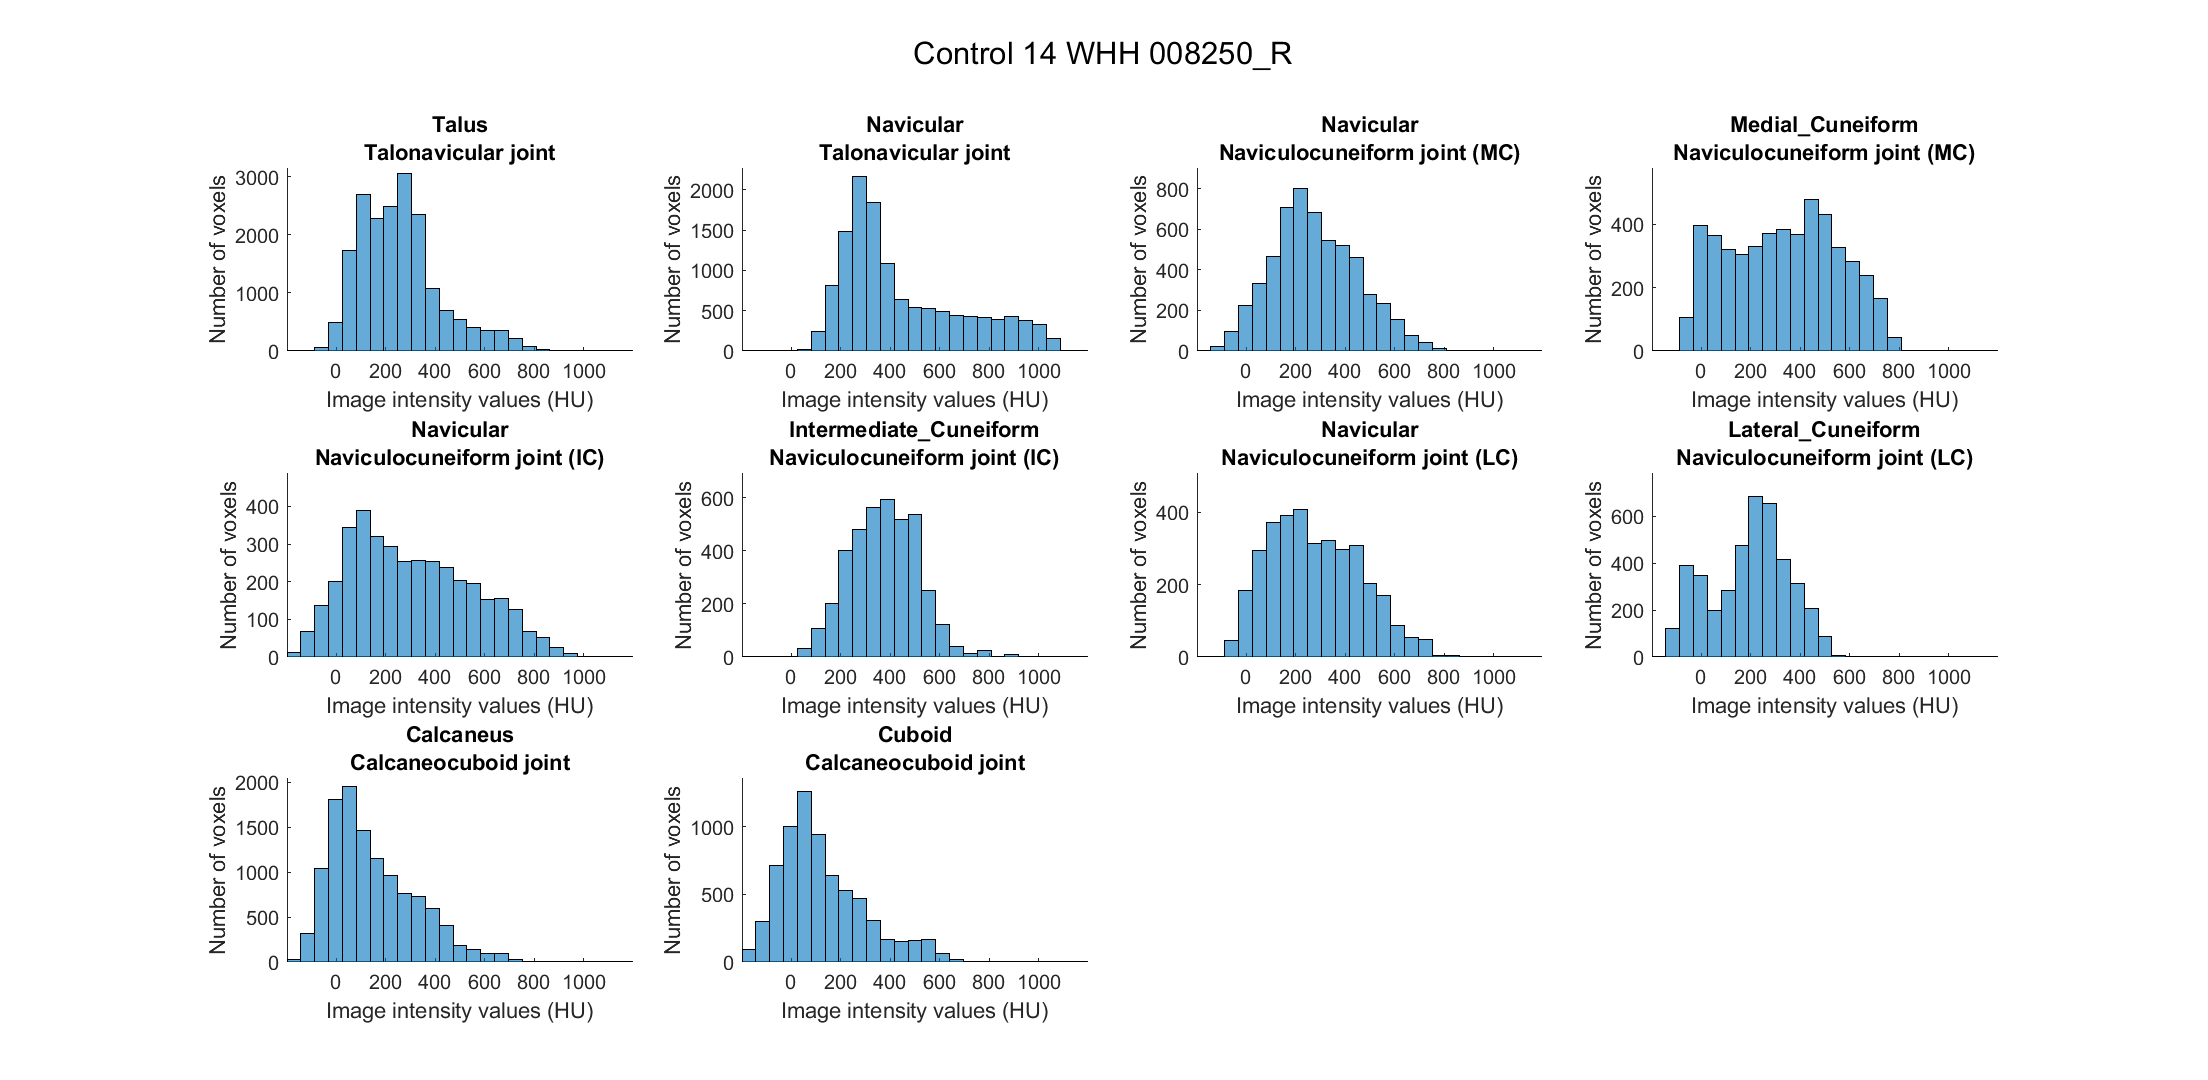 Control 14 WHH 008250_R
Talus
Talonavicular joint
Number of voxels
3000
2000
1000
0
0 200 400 600 800 1000
Image intensity values (HU)
Navicular
Talonavicular joint
Number of voxels
2000
1500
1000
500
0
0 200 400 600 800 1000
Image intensity values (HU)
Navicular
Naviculocuneiform joint (MC)
Number of voxels
800
600
400
200
0
0 200 400 600 800 1000
Image intensity values (HU)
Medial_Cuneiform
Naviculocuneiform joint (MC)
Number of voxels
400
200
0
0 200 400 600 800 1000
Image intensity values (HU)
Navicular
Naviculocuneiform joint (IC)
Number of voxels
400
300
200
100
0
0 200 400 600 800 1000
Image intensity values (HU)
Intermediate_Cuneiform
Naviculocuneiform joint (IC)
Number of voxels
600
400
200
0
0 200 400 600 800 1000
Image intensity values (HU)
Navicular
Naviculocuneiform joint (LC)
Number of voxels
400
200
0
0 200 400 600 800 1000
Image intensity values (HU)
Lateral_Cuneiform
Naviculocuneiform joint (LC)
Number of voxels
600
400
200
0
0 200 400 600 800 1000
Image intensity values (HU)
Calcaneus
Calcaneocuboid joint
Number of voxels
2000
1500
1000
500
0
0 200 400 600 800 1000
Image intensity values (HU)
Cuboid
Calcaneocuboid joint
Number of voxels
1000
500
0
0 200 400 600 800 1000
Image intensity values (HU)